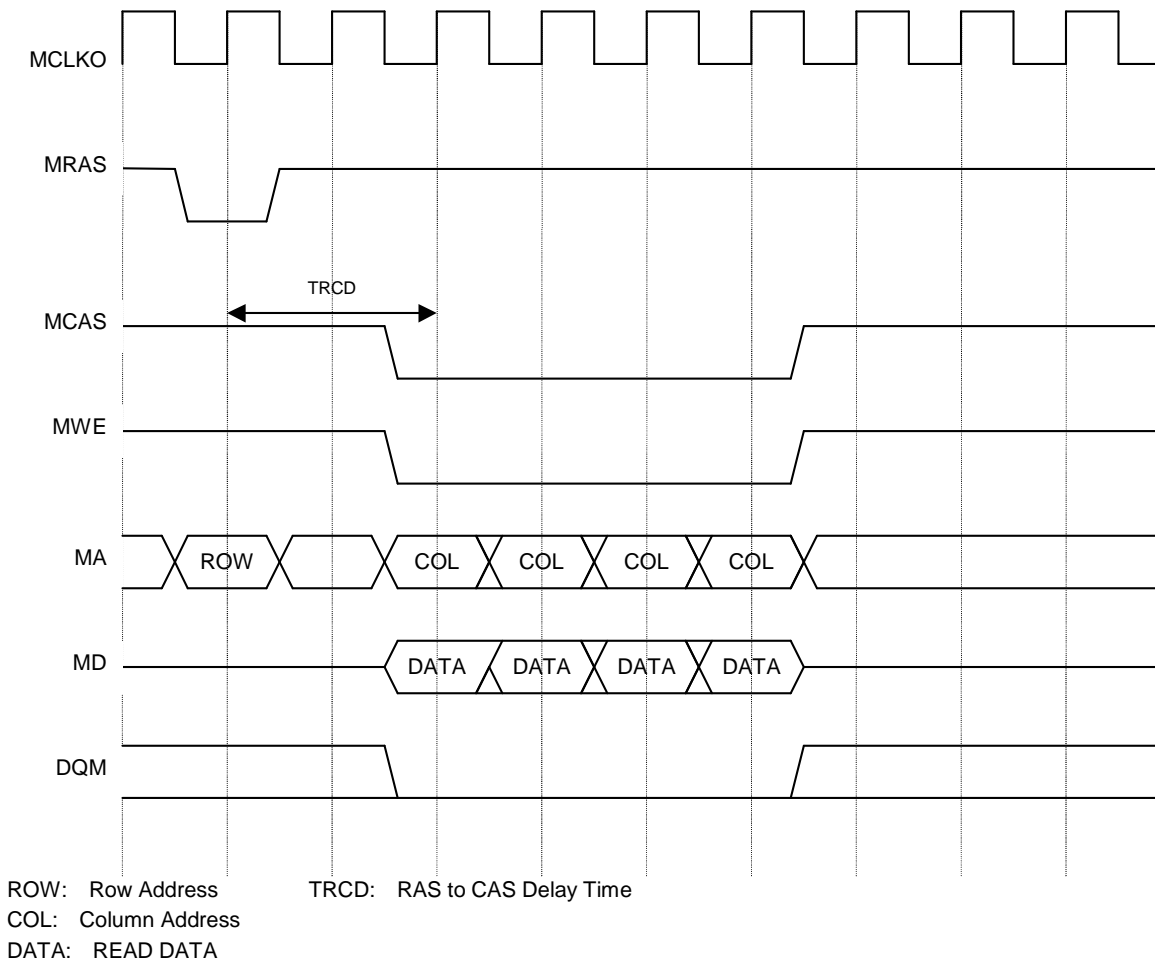 MCLKO
MRAS
TRCD
MCAS
MWE
MA ROW COL COL COL COL
MD DATA DATA DATA DATA
DQM
ROW: Row Address TRCD: RAS to CAS Delay Time
COL: Column Address
DATA: READ DATA